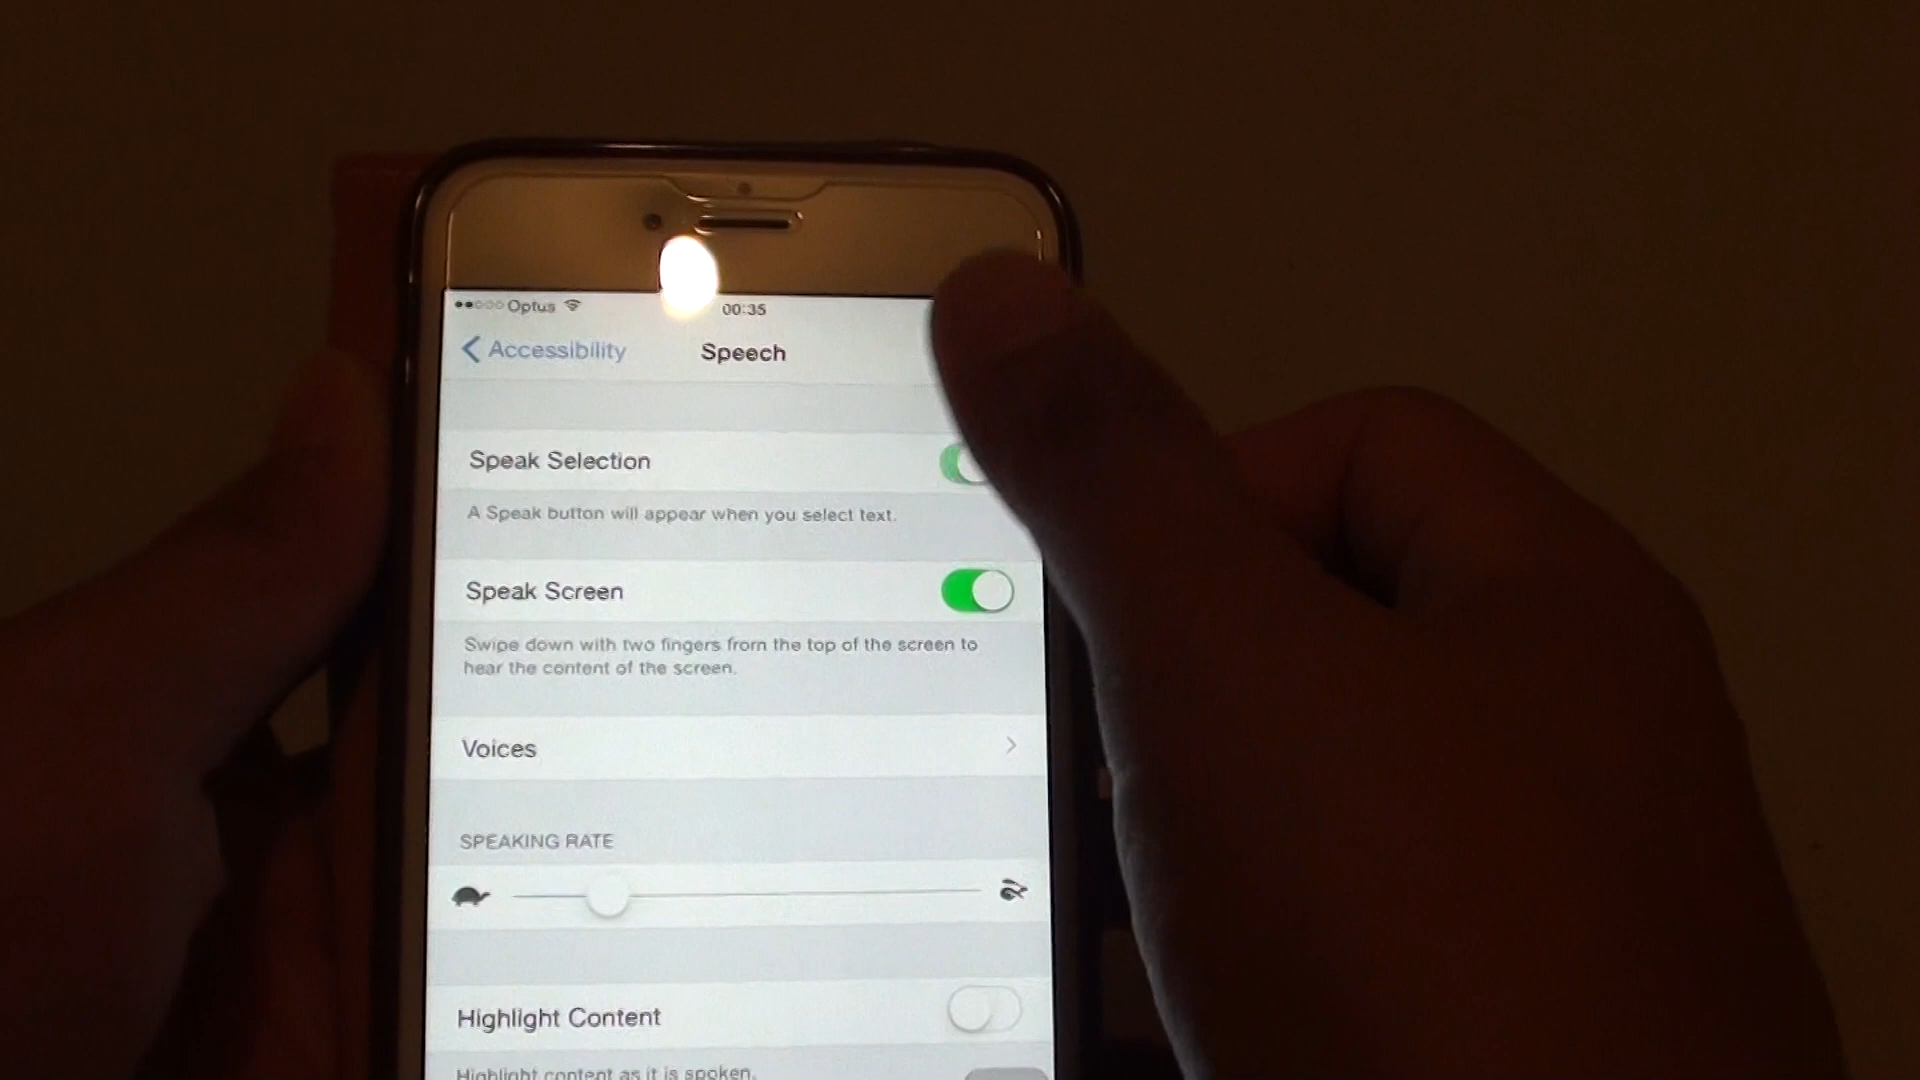 Optus
00:35
Accessibility
Speech
Speak Selection
A Speak button will appear when you select text.
Speak Screen
Swipe down with two fingers from the top of the screen to
hear the content of the screen.
Voices
SPEAKING RATE
Highlight Content
Highlight content as it is spoken.